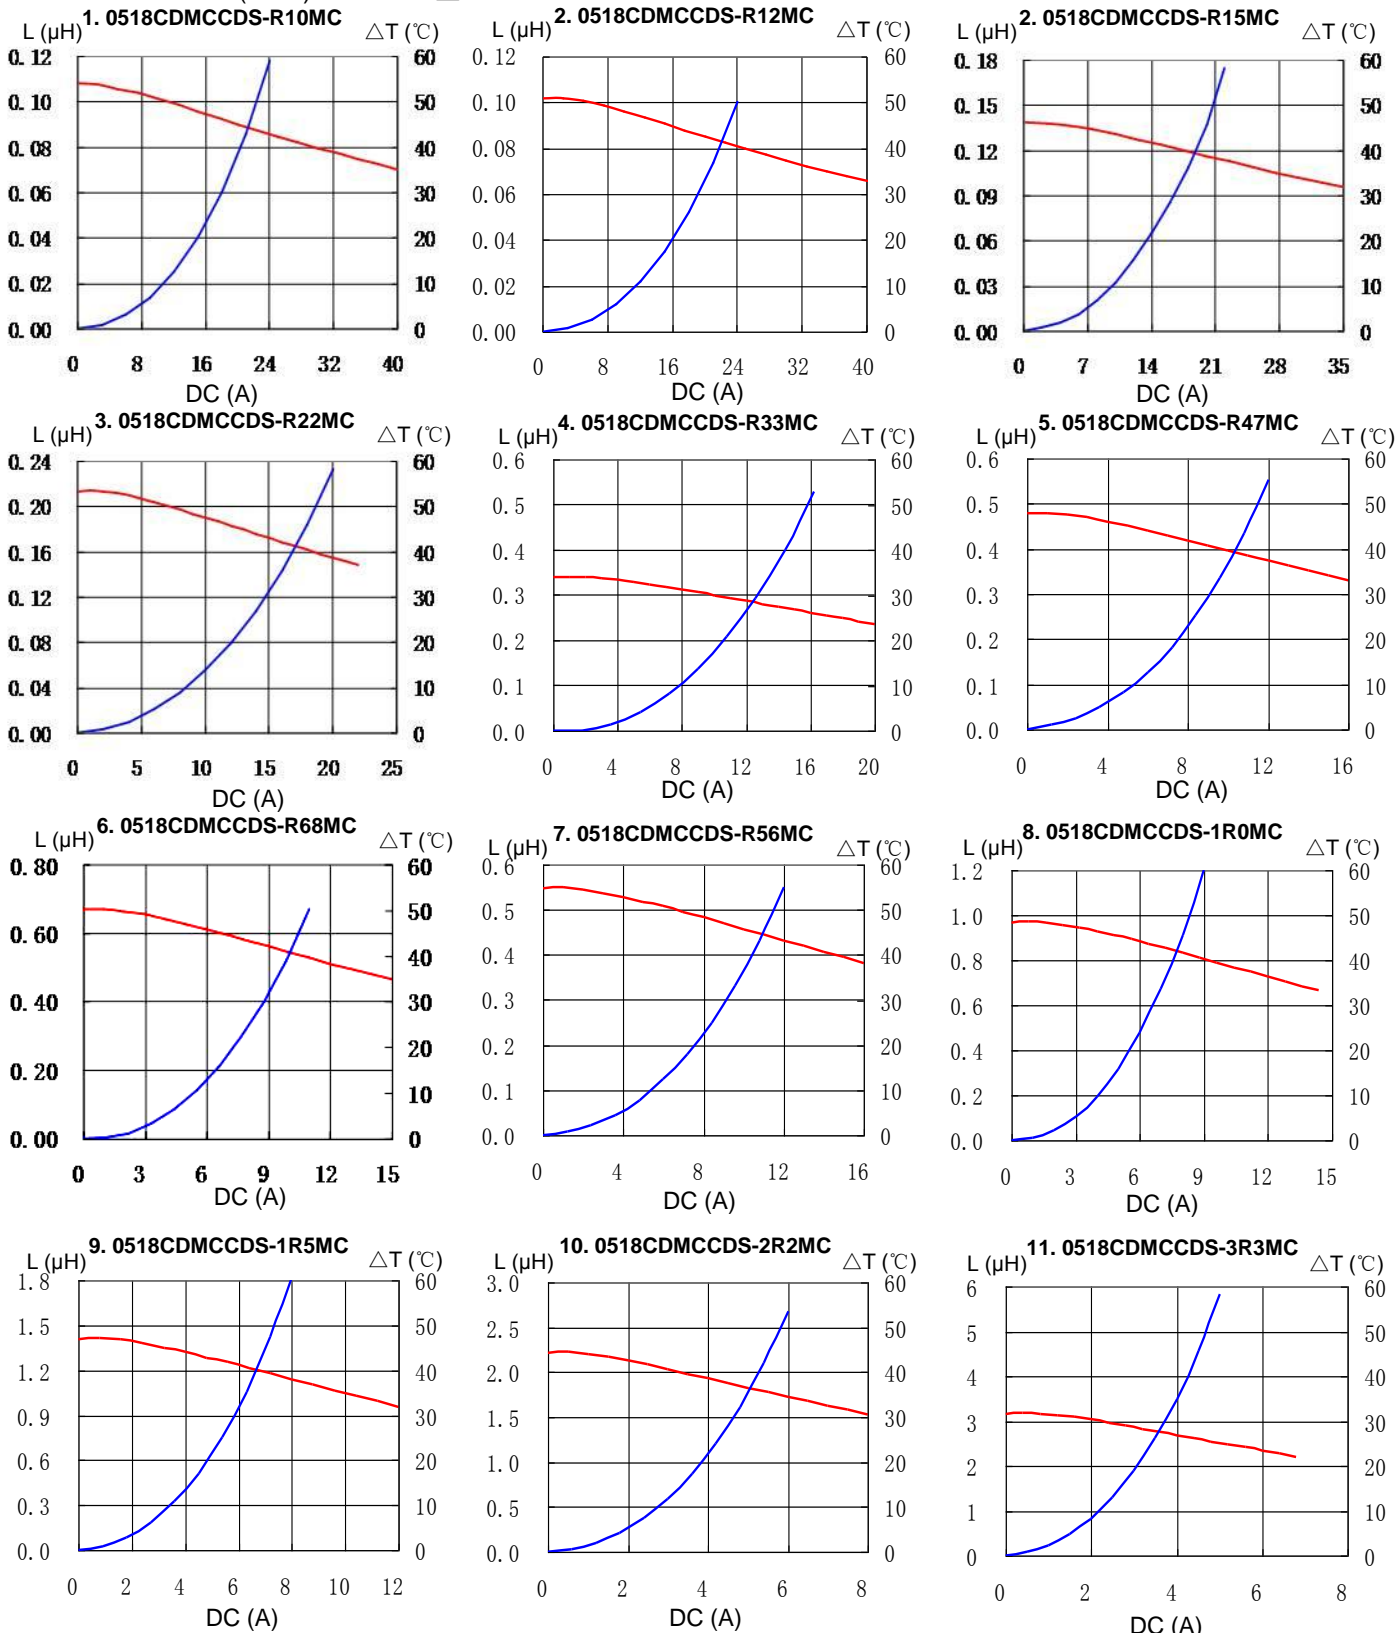 1. 0518CDMCCDS-R10MC
L (μH) △T (℃)
0.12 60
0.10 50
0.08 40
0.06 30
0.04 20
0.02 10
0.00 0
0 8 16 24 32 40
DC (A)
2. 0518CDMCCDS-R12MC
L (μH) △T (℃)
0.12 60
0.10 50
0.08 40
0.06 30
0.04 20
0.02 10
0.00 0
0 8 16 24 32 40
DC (A)
2. 0518CDMCCDS-R15MC
L (μH) △T (℃)
0.18 60
0.15 50
0.12 40
0.09 30
0.06 20
0.03 10
0.00 0
0 7 14 21 28 35
DC (A)
3. 0518CDMCCDS-R22MC
L (μH) △T (℃)
0.24 60
0.20 50
0.16 40
0.12 30
0.08 20
0.04 10
0.00 0
0 5 10 15 20 25
DC (A)
4. 0518CDMCCDS-R33MC
L (μH) △T (℃)
0.6 60
0.5 50
0.4 40
0.3 30
0.2 20
0.1 10
0.0 0
0 4 8 12 16 20
DC (A)
5. 0518CDMCCDS-R47MC
L (μH) △T (℃)
0.6 60
0.5 50
0.4 40
0.3 30
0.2 20
0.1 10
0.0 0
0 4 8 12 16
DC (A)
6. 0518CDMCCDS-R68MC
L (μH) △T (℃)
0.80 60
50
0.60
40
0.40 30
20
0.20
10
0.00 0
0 3 6 9 12 15
DC (A)
7. 0518CDMCCDS-R56MC
L (μH) △T (℃)
0.6 60
0.5 50
0.4 40
0.3 30
0.2 20
0.1 10
0.0 0
0 4 8 12 16
DC (A)
8. 0518CDMCCDS-1R0MC
L (μH) △T (℃)
1.2 60
1.0 50
0.8 40
0.6 30
0.4 20
0.2 10
0.0 0
0 3 6 9 12 15
DC (A)
9. 0518CDMCCDS-1R5MC
L (μH) △T (℃)
1.8 60
1.5 50
1.2 40
0.9 30
0.6 20
0.3 10
0.0 0
0 2 4 6 8 10 12
DC (A)
10. 0518CDMCCDS-2R2MC
L (μH) △T (℃)
3.0 60
2.5 50
2.0 40
1.5 30
1.0 20
0.5 10
0.0 0
0 2 4 6 8
DC (A)
11. 0518CDMCCDS-3R3MC
L (μH) △T (℃)
6 60
5 50
4 40
3 30
2 20
1 10
0 0
0 2 4 6 8
DC (A)